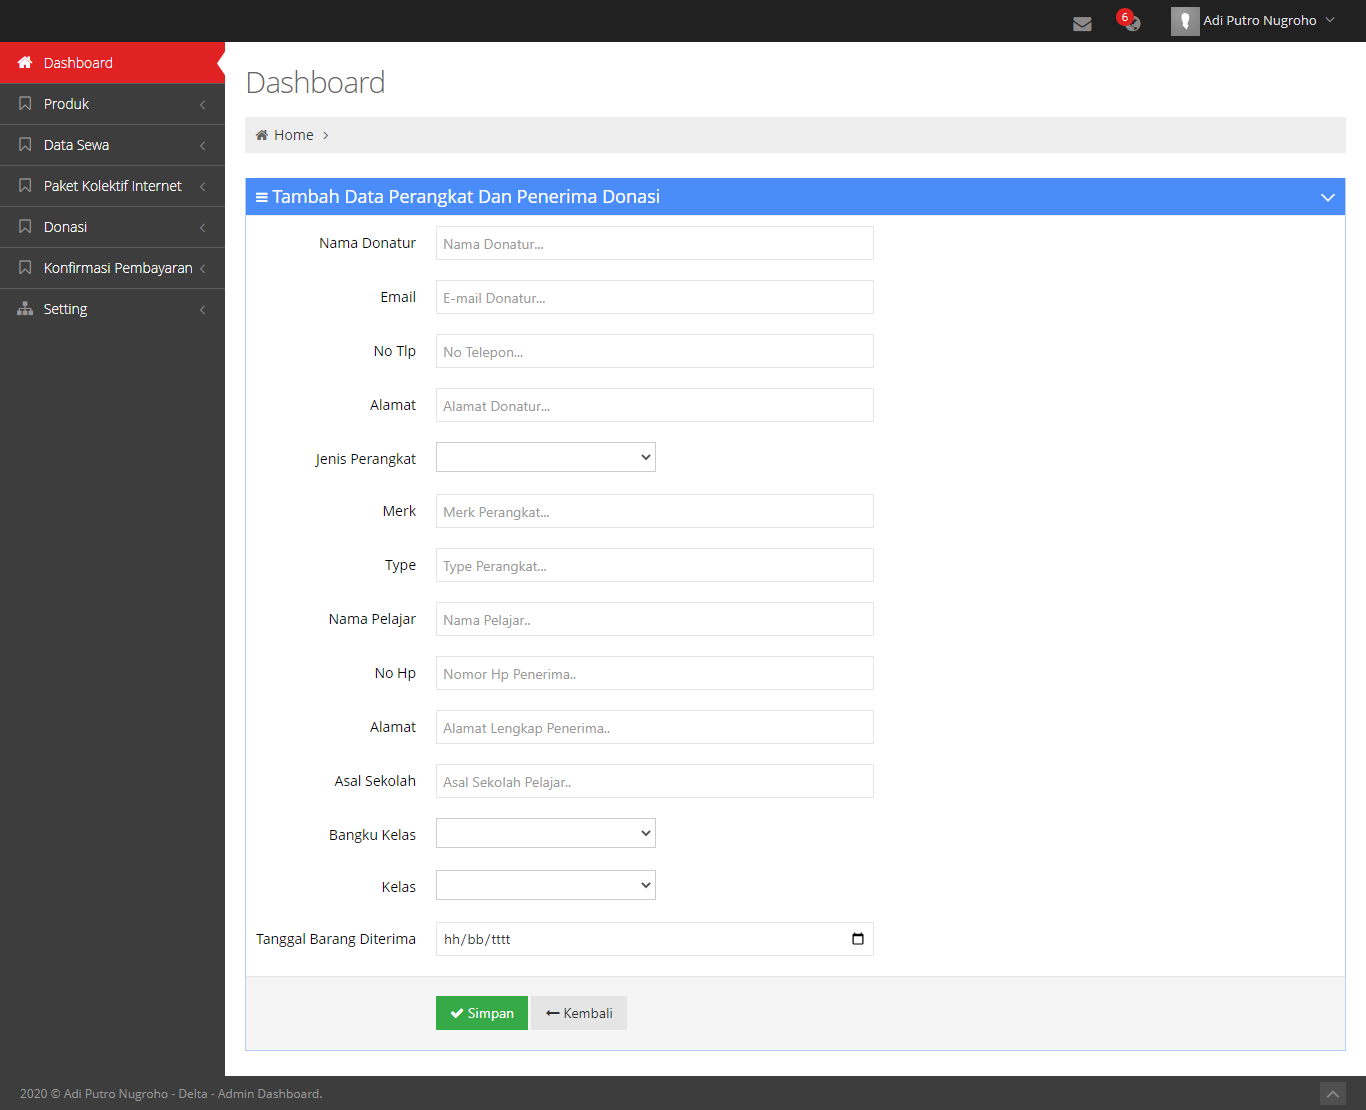 6
Adi Putro Nugroho
Dashboard
Produk
Data Sewa
Paket Kolektif Internet
Donasi
Konfirmasi Pembayaran
Setting
Dashboard
Home
Tambah Data Perangkat Dan Penerima Donasi
Nama Donatur Nama Donatur...
Email E-mail Donatur...
No Tlp No Telepon...
Alamat Alamat Donatur...
Jenis Perangkat
Merk Merk Perangkat...
Type Type Perangkat...
Nama Pelajar Nama Pelajar..
No Hp Nomor Hp Penerima..
Alamat Alamat Lengkap Penerima..
Asal Sekolah Asal Sekolah Pelajar..
Bangku Kelas
Kelas
Tanggal Barang Diterima hh/bb/tttt
Simpan Kembali
2020 © Adi Putro Nugroho - Delta - Admin Dashboard.